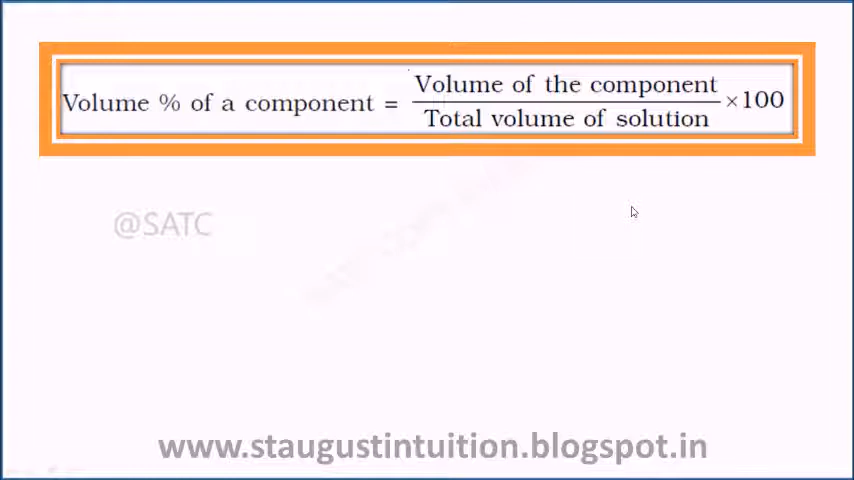 Volume % of a component = Volume of the component / Total volume of solution ×100
@SATC
www.staugustintuition.blogspot.in